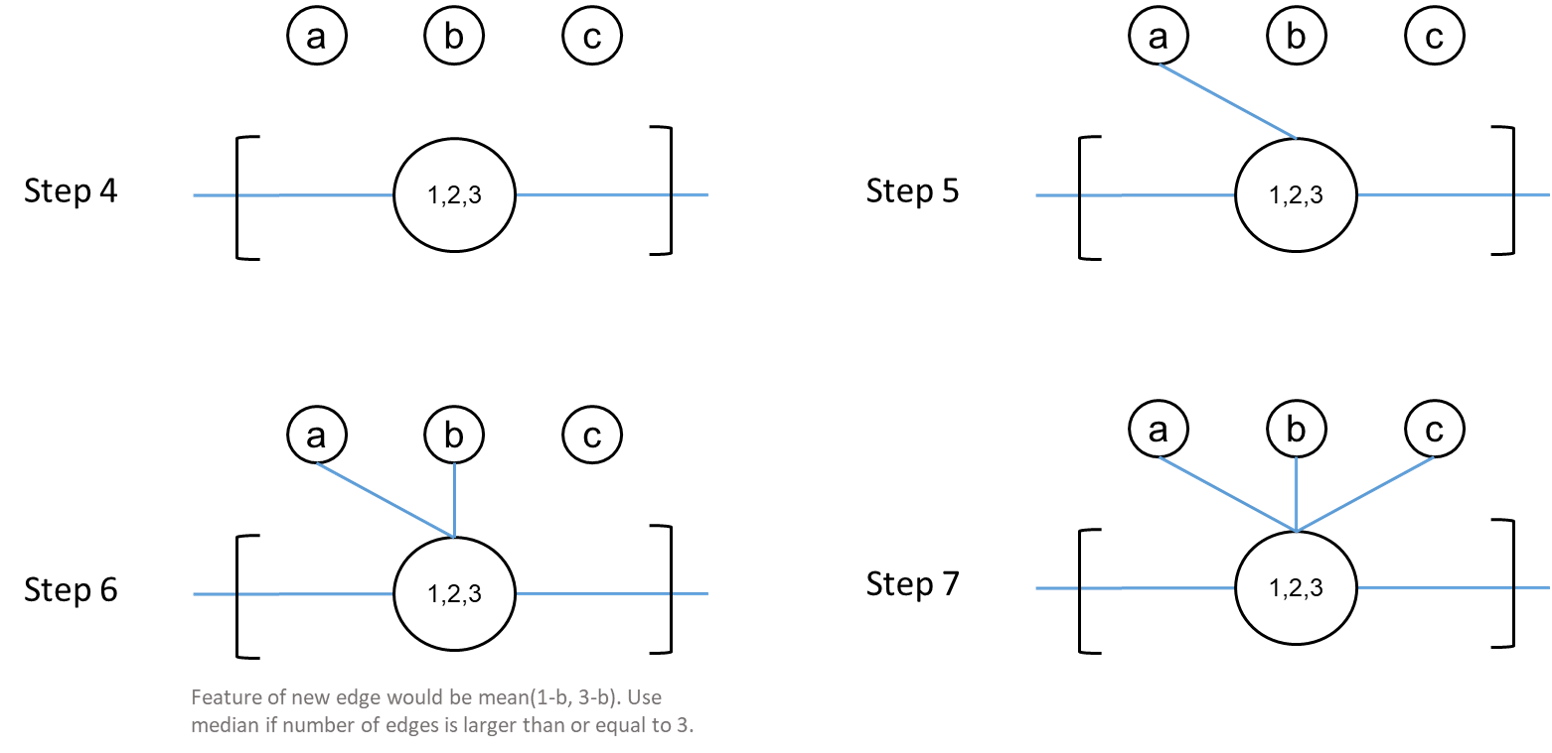 a b c
Step 4
1,2,3
a b c
Step 5
1,2,3
a b c
Step 6
1,2,3
Feature of new edge would be mean(1-b, 3-b). Use
median if number of edges is larger than or equal to 3.
a b c
Step 7
1,2,3